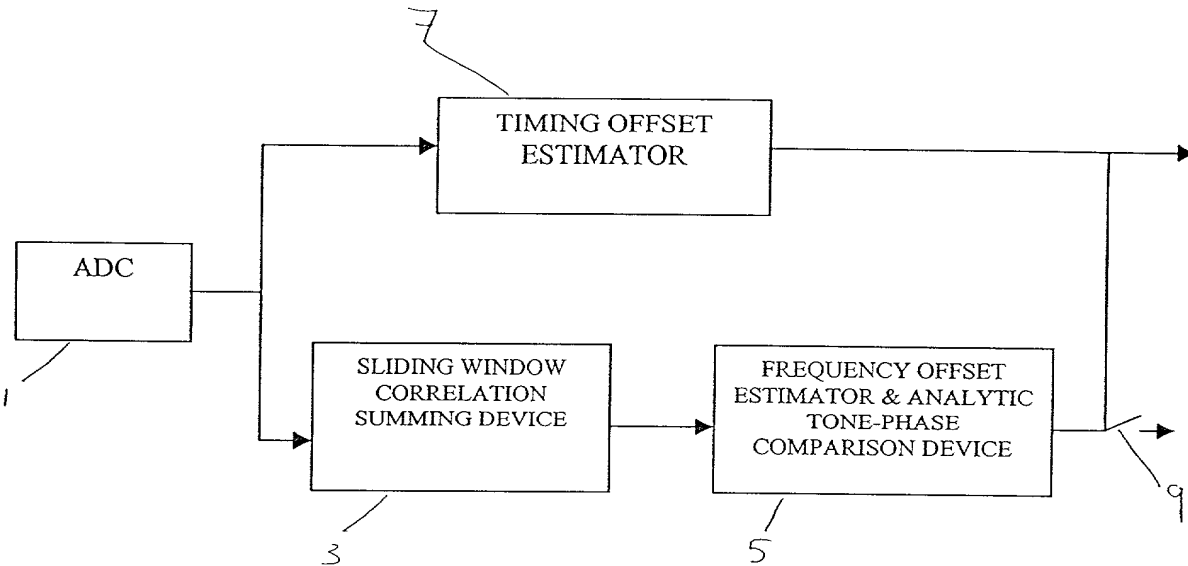 7
TIMING OFFSET
ESTIMATOR
ADC
1
SLIDING WINDOW
CORRELATION
SUMMING DEVICE
3
FREQUENCY OFFSET
ESTIMATOR & ANALYTIC
TONE-PHASE
COMPARISON DEVICE
5
9